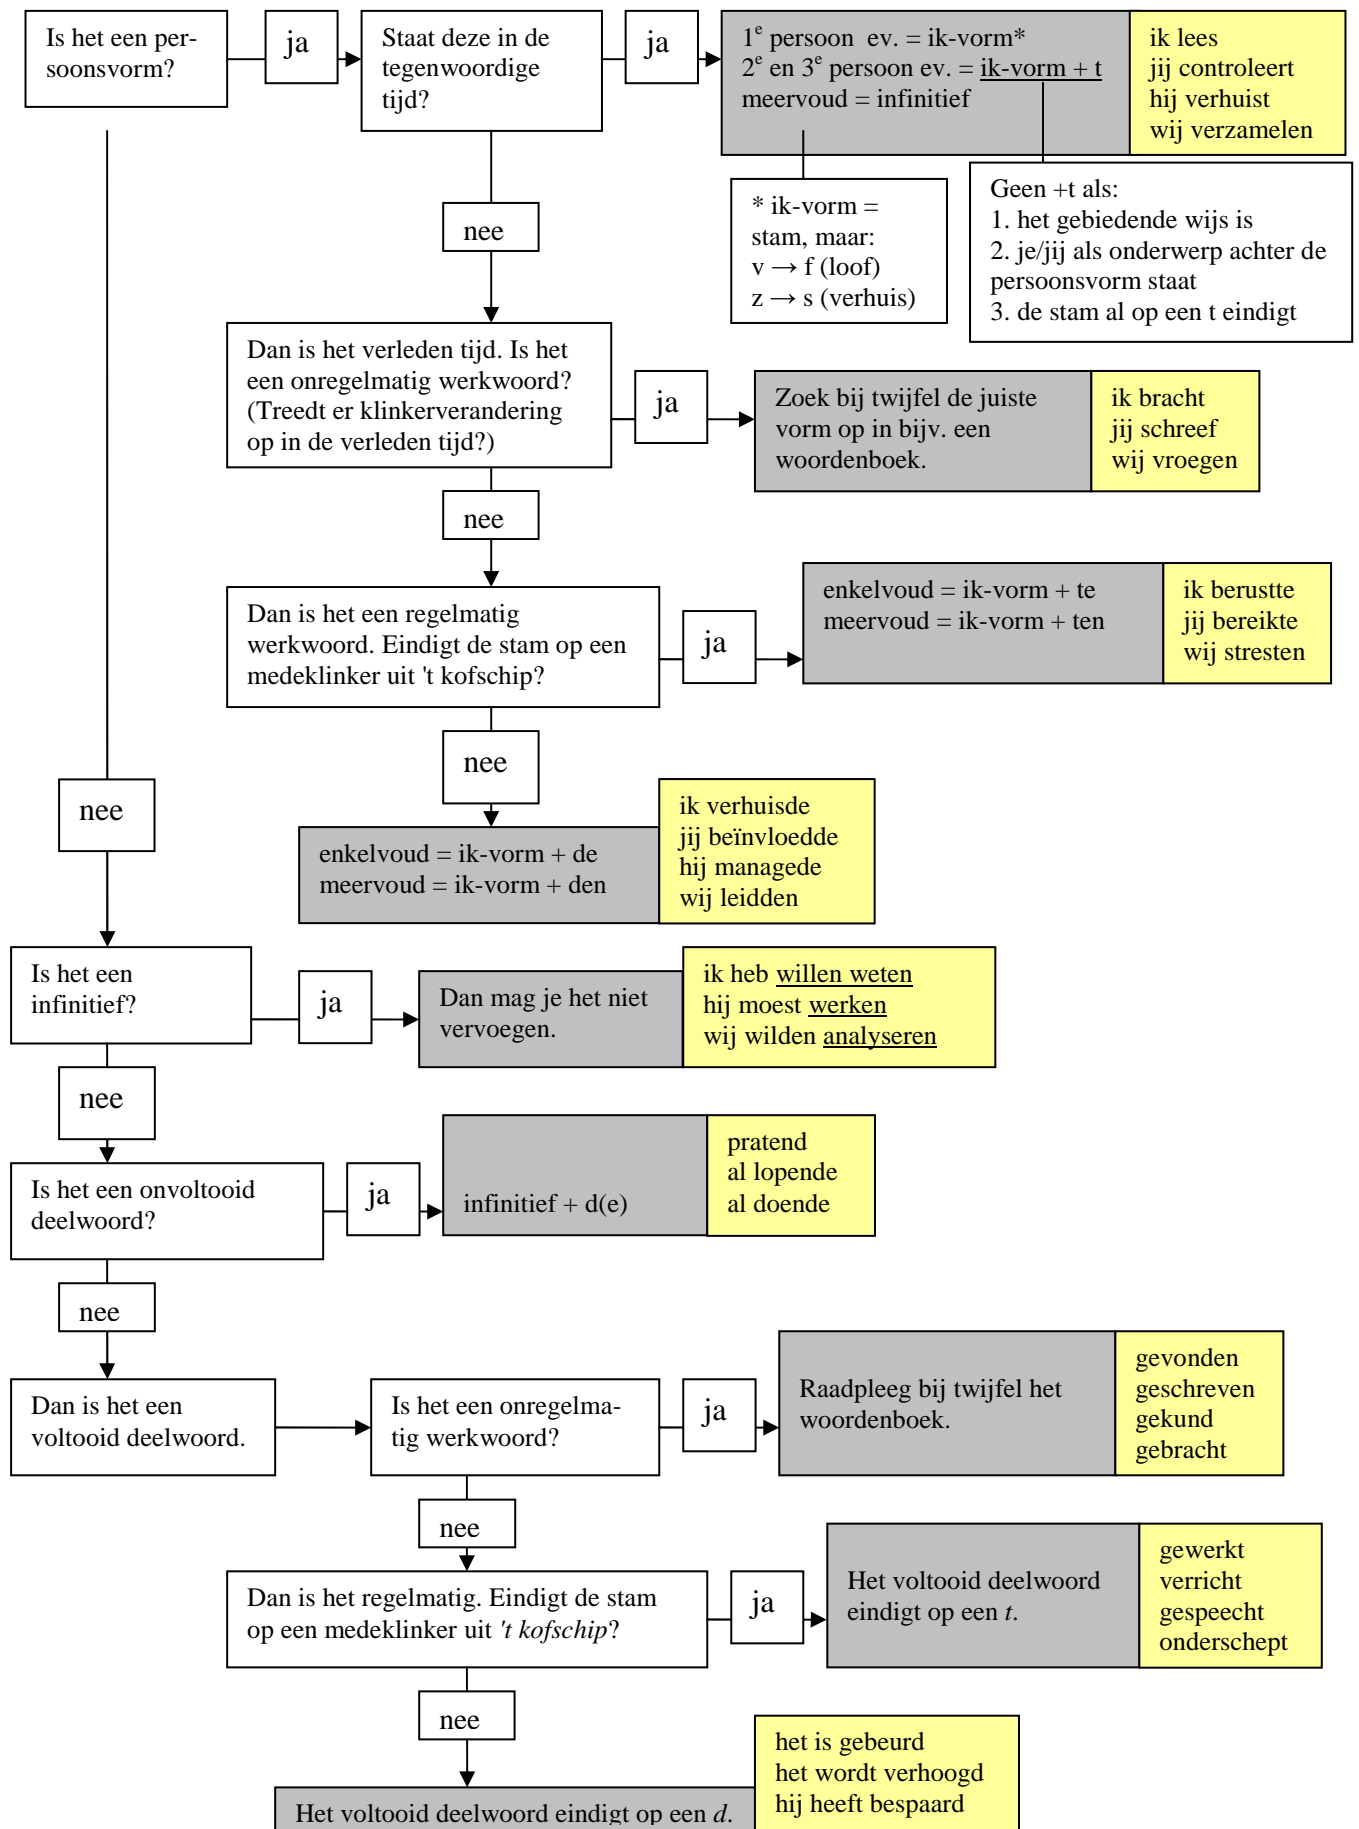 Is het een per-
soonsvorm?
ja
Staat deze in de
tegenwoordige
tijd?
ja
1e persoon ev. = ik-vorm*
2e en 3e persoon ev. = ik-vorm + t
meervoud = infinitief
ik lees
jij controleert
hij verhuist
wij verzamelen
* ik-vorm =
stam, maar:
v → f (loof)
z → s (verhuis)
Geen +t als:
1. het gebiedende wijs is
2. je/jij als onderwerp achter de
persoonsvorm staat
3. de stam al op een t eindigt
nee
Dan is het verleden tijd. Is het
een onregelmatig werkwoord?
(Treedt er klinkerverandering
op in de verleden tijd?)
ja
Zoek bij twijfel de juiste
vorm op in bijv. een
woordenboek.
ik bracht
jij schreef
wij vroegen
nee
Dan is het een regelmatig
werkwoord. Eindigt de stam op een
medeklinker uit 't kofschip?
ja
enkelvoud = ik-vorm + te
meervoud = ik-vorm + ten
ik berustte
jij bereikte
wij stresten
nee
enkelvoud = ik-vorm + de
meervoud = ik-vorm + den
ik verhuisde
jij beïnvloedde
hij managede
wij leidden
nee
Is het een
infinitief?
ja
Dan mag je het niet
vervoegen.
ik heb willen weten
hij moest werken
wij wilden analyseren
nee
Is het een onvoltooid
deelwoord?
ja
infinitief + d(e)
pratend
al lopende
al doende
nee
Dan is het een
voltooid deelwoord.
Is het een onregelma-
tig werkwoord?
ja
Raadpleeg bij twijfel het
woordenboek.
gevonden
geschreven
gekund
gebracht
nee
Dan is het regelmatig. Eindigt de stam
op een medeklinker uit 't kofschip?
ja
Het voltooid deelwoord
eindigt op een t.
gewerkt
verricht
gespeecht
onderschept
nee
Het voltooid deelwoord eindigt op een d.
het is gebeurd
het wordt verhoogd
hij heeft bespaard